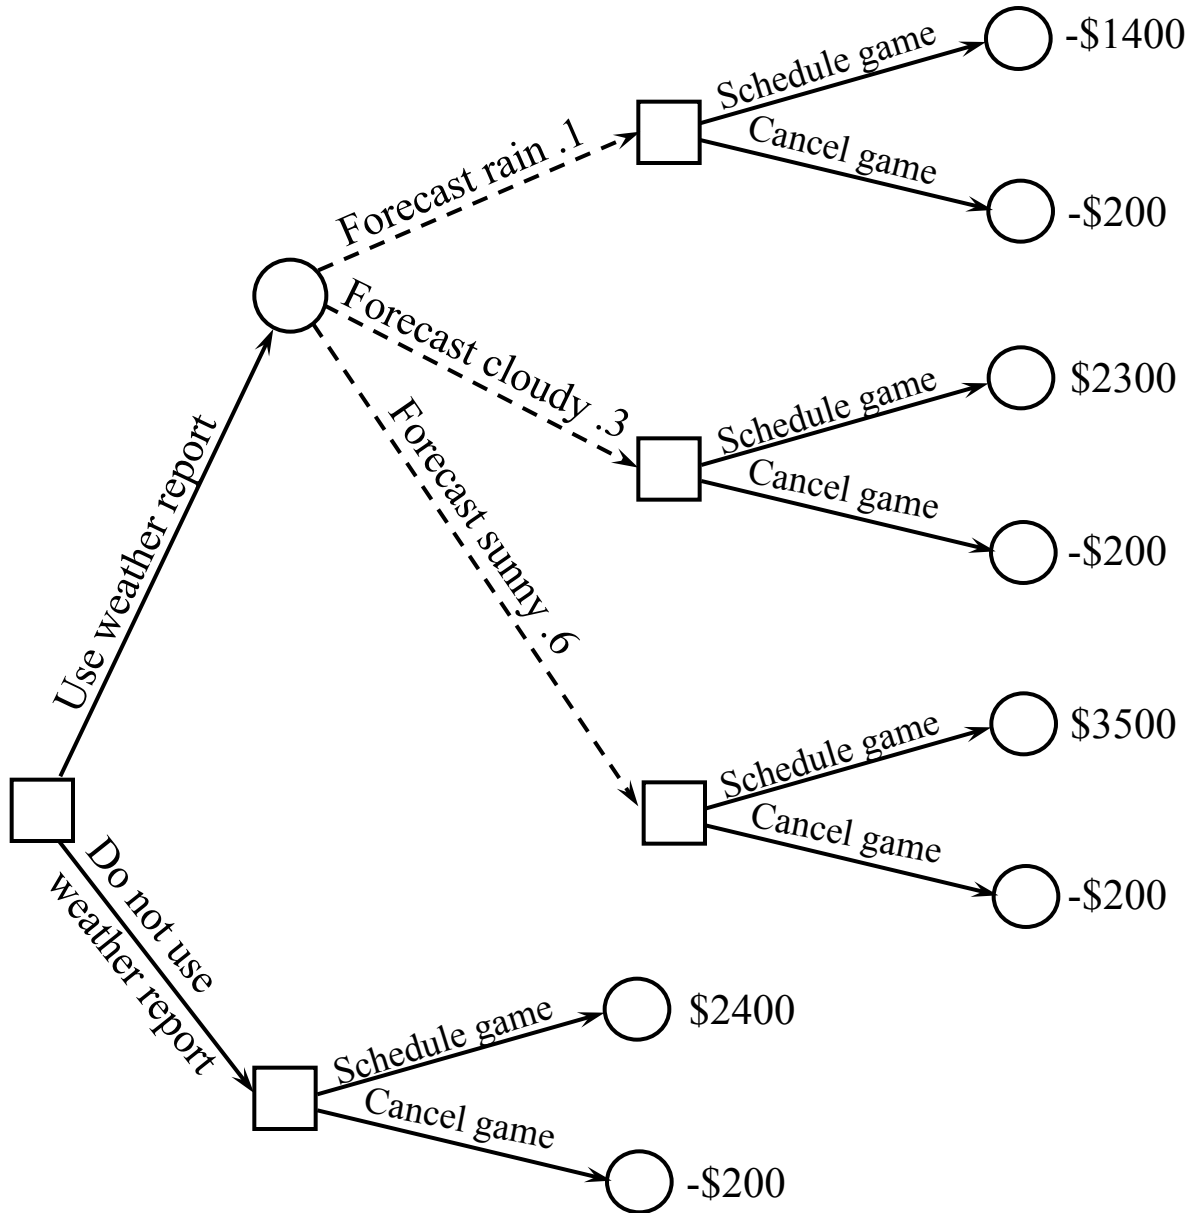 Schedule game
-$1400
Forecast rain .1
Cancel game
-$200
Forecast cloudy .3
Schedule game
$2300
Cancel game
-$200
Forecast sunny .6
Use weather report
Schedule game
$3500
Cancel game
-$200
Do not use
weather report
Schedule game
$2400
Cancel game
-$200